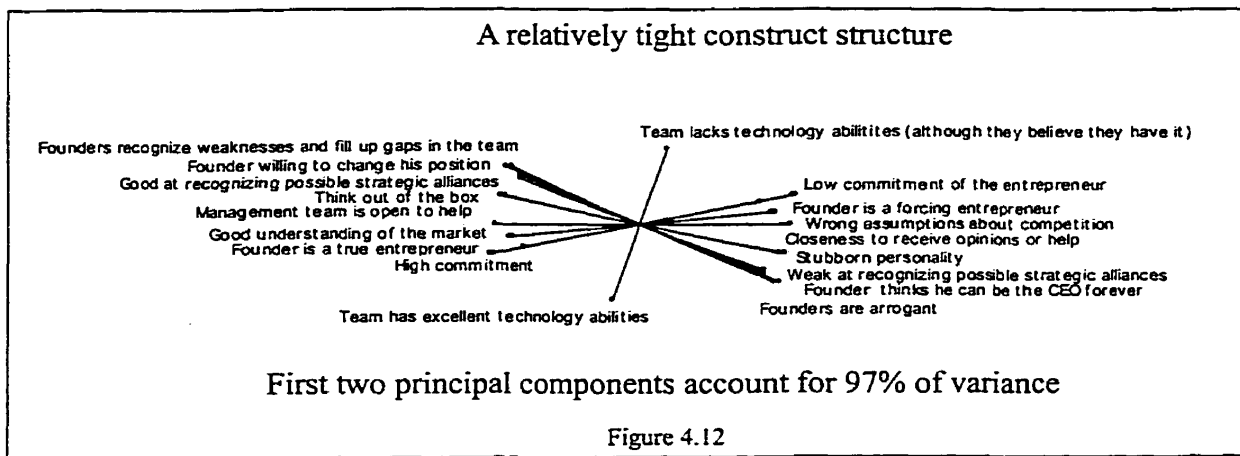 A relatively tight construct structure
Team lacks technology abilitites (although they believe they have it)
Founders recognize weaknesses and fill up gaps in the team
Founder willing to change his position
Good at recognizing possible strategic alliances
Think out of the box
Management team is open to help
Good understanding of the market
Founder is a true entrepreneur
High commitment
Team has excellent technology abilities
Low commitment of the entrepreneur
Founder is a forcing entrepreneur
Wrong assumptions about competition
Closeness to receive opinions or help
Stubborn personality
Weak at recognizing possible strategic alliances
Founder thinks he can be the CEO forever
Founders are arrogant
First two principal components account for 97% of variance
Figure 4.12